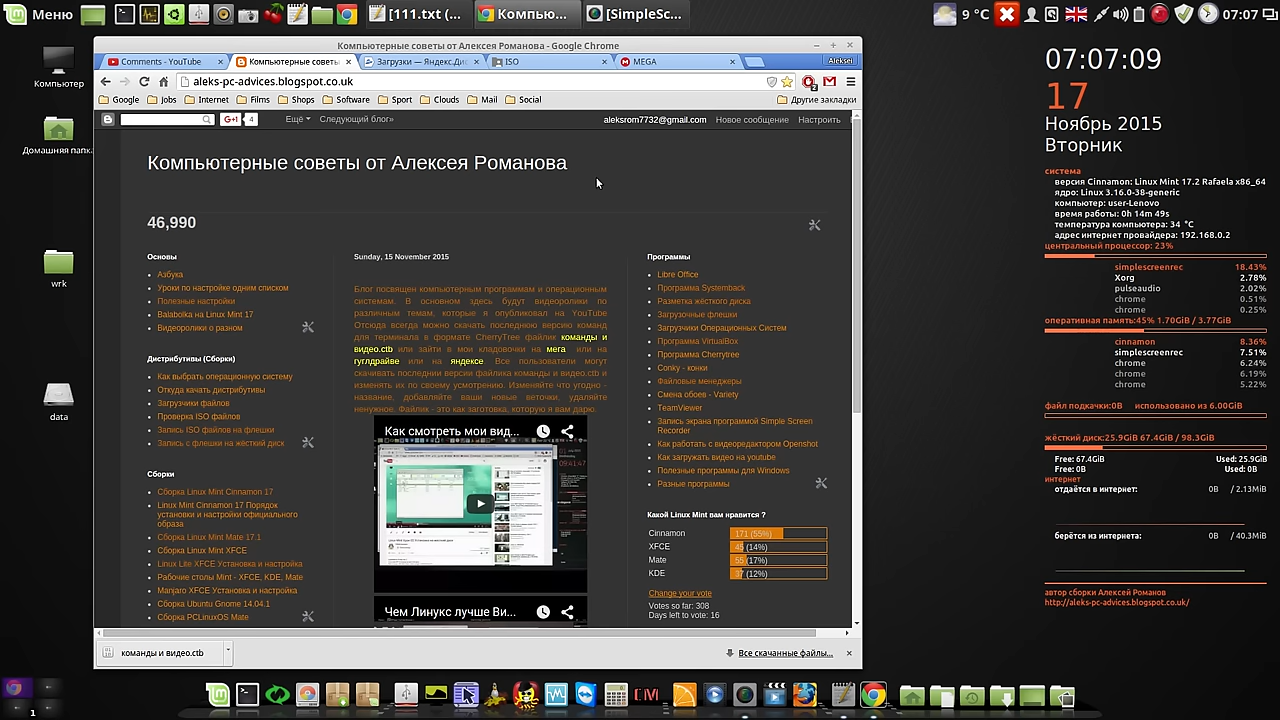 Меню
[111.txt (...
Компью...
[SimpleSc...
9 °C
07:07
Компьютер
Домашняя папк.
wrk
data
Компьютерные советы от Алексея Романова - Google Chrome
Comments - YouTube
Компьютерные советы
Загрузки — Яндекс.Дис
ISO
MEGA
Aleksei
aleks-pc-advices.blogspot.co.uk
2
Google
Jobs
Internet
Films
Shops
Software
Sport
Clouds
Mail
Social
Другие закладки
G+1
4
Ещё
Следующий блог»
aleksrom7732@gmail.com
Новое сообщение
Настроить
Компьютерные советы от Алексея Романова
46,990
Основы
Азбука
Уроки по настройке одним списком
Полезные настройки
Balabolka на Linux Mint 17
Видеоролики о разном
Дистрибутивы (Сборки)
Как выбрать операционную систему
Откуда качать дистрибутивы
Загрузчики файлов
Проверка ISO файлов
Запись ISO файлов на флешки
Запись с флешки на жёсткий диск
Сборки
Сборка Linux Mint Cinnamon 17
Linux Mint Cinnamon 17 Порядок
установки и настройки официального
образа
Сборка Linux Mint Mate 17.1
Сборка Linux Mint XFCE
Linux Lite XFCE Установка и настройка
Рабочие столы Mint - XFCE, KDE, Mate
Manjaro XFCE Установка и настройка
Сборка Ubuntu Gnome 14.04.1
Сборка PCLinuxOS Mate
Sunday, 15 November 2015
Блог посвящен компьютерным программам и операционным
системам. В основном здесь будут видеоролики по
различным темам, которые я опубликовал на YouTube
Отсюда всегда можно скачать последнюю версию команд
для терминала в формате CherryTree файлик команды и
видео.ctb или зайти в мои кладовочки на мега или на
гуглдрайве или на яндексе Все пользователи могут
скачивать последнии версии файлика команды и видео.ctb и
изменять их по своему усмотрению. Изменяйте что угодно -
название, добавляйте ваши новые веточки, удаляйте
ненужное. Файлик - это как заготовка, которую я вам дарю.
Как смотреть мои вид...
Чем Линукс лучше Ви...
Программы
Libre Office
Программа Systemback
Разметка жёсткого диска
Загрузочные флешки
Загрузчики Операционных Систем
Программа VirtualBox
Программа Cherrytree
Conky - конки
Файловые менеджеры
Смена обоев - Variety
TeamViewer
Запись экрана программой Simple Screen
Recorder
Как работать с видеоредактором Openshot
Как загружать видео на youtube
Полезные программы для Windows
Разные программы
Какой Linux Mint вам нравится ?
Cinnamon 171 (55%)
XFCE 45 (14%)
Mate 55 (17%)
KDE 37 (12%)
Change your vote
Votes so far: 308
Days left to vote: 16
команды и видео.ctb
Все скачанные файлы...
07:07:09
17
Ноябрь 2015
Вторник
система
версия Cinnamon: Linux Mint 17.2 Rafaela x86_64
ядро: Linux 3.16.0-38-generic
компьютер: user-Lenovo
время работы: 0h 14m 49s
температура компьютера: 34 °C
адрес интернет провайдера: 192.168.0.2
центральный процессор: 23%
simplescreenrec 18.43%
Xorg 2.78%
pulseaudio 2.02%
chrome 0.51%
chrome 0.25%
оперативная память:45% 1.70GiB / 3.77GiB
cinnamon 8.36%
simplescreenrec 7.51%
chrome 6.24%
chrome 6.19%
chrome 5.22%
файл подкачки:0B использовано из 6.00GiB
жёсткий диск:25.9GiB 67.4GiB / 98.3GiB
Free: 67.4GiB Used: 25.9GiB
Free: 0B Used: 0B
интернет
отдаётся в интернет: 0B / 2.13MiB
берётся из интернета: 0B / 40.3MiB
автор сборки Алексей Романов
http://aleks-pc-advices.blogspot.co.uk/
1